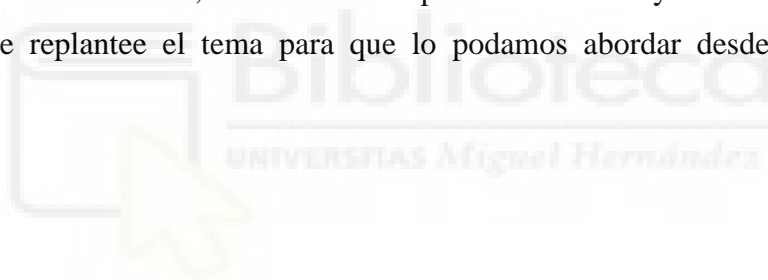 e replantee el tema para que lo podamos abordar desde
Biblioteca
UNIVERSITAS Miguel Hernández